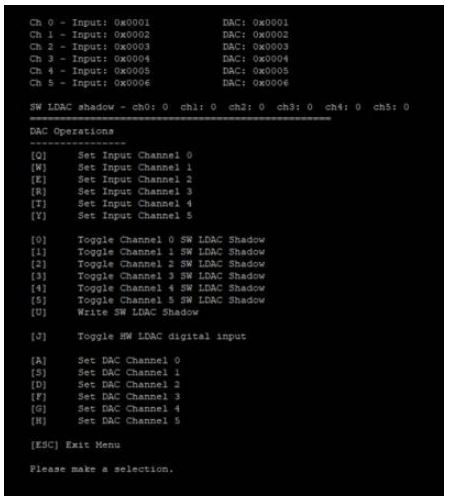 Ch 0 - Input: 0x0001 DAC: 0x0001
Ch 1 - Input: 0x0002 DAC: 0x0002
Ch 2 - Input: 0x0003 DAC: 0x0003
Ch 3 - Input: 0x0004 DAC: 0x0004
Ch 4 - Input: 0x0005 DAC: 0x0005
Ch 5 - Input: 0x0006 DAC: 0x0006
SW LDAC shadow - ch0: 0 ch1: 0 ch2: 0 ch3: 0 ch4: 0 ch5: 0
DAC Operations
[Q] Set Input Channel 0
[W] Set Input Channel 1
[E] Set Input Channel 2
[R] Set Input Channel 3
[T] Set Input Channel 4
[Y] Set Input Channel 5
[0] Toggle Channel 0 SW LDAC Shadow
[1] Toggle Channel 1 SW LDAC Shadow
[2] Toggle Channel 2 SW LDAC Shadow
[3] Toggle Channel 3 SW LDAC Shadow
[4] Toggle Channel 4 SW LDAC Shadow
[5] Toggle Channel 5 SW LDAC Shadow
[U] Write SW LDAC Shadow
[J] Toggle HW LDAC digital input
[A] Set DAC Channel 0
[S] Set DAC Channel 1
[D] Set DAC Channel 2
[F] Set DAC Channel 3
[G] Set DAC Channel 4
[H] Set DAC Channel 5
[ESC] Exit Menu
Please make a selection.